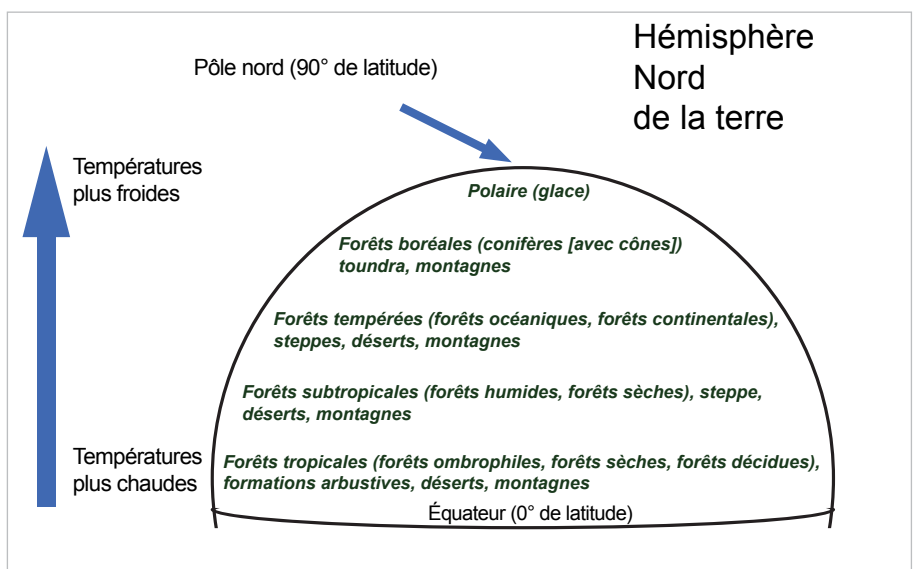 Hémisphère
Nord
de la terre
Pôle nord (90° de latitude)
Températures
plus froides
Polaire (glace)
Forêts boréales (conifères [avec cônes])
toundra, montagnes
Forêts tempérées (forêts océaniques, forêts continentales),
steppes, déserts, montagnes
Forêts subtropicales (forêts humides, forêts sèches), steppe,
déserts, montagnes
Températures
plus chaudes
Forêts tropicales (forêts ombrophiles, forêts sèches, forêts décidues),
formations arbustives, déserts, montagnes
Équateur (0° de latitude)